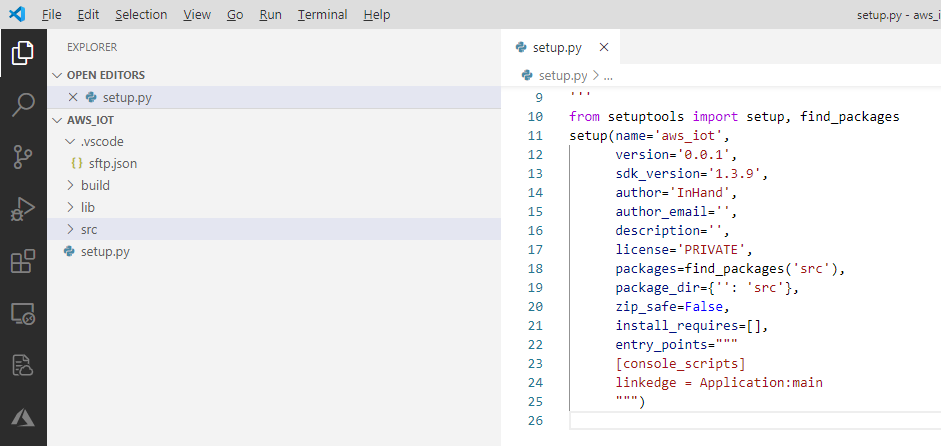 File Edit Selection View Go Run Terminal Help
setup.py - aws_i
EXPLORER
OPEN EDITORS
setup.py
AWS_IOT
.vscode
{} sftp.json
build
lib
src
setup.py
setup.py
setup.py > ...
9 '''
10 from setuptools import setup, find_packages
11 setup(name='aws_iot',
12 version='0.0.1',
13 sdk_version='1.3.9',
14 author='InHand',
15 author_email='',
16 description='',
17 license='PRIVATE',
18 packages=find_packages('src'),
19 package_dir={'': 'src'},
20 zip_safe=False,
21 install_requires=[],
22 entry_points="""
23 [console_scripts]
24 linkedge = Application:main
25 """)
26